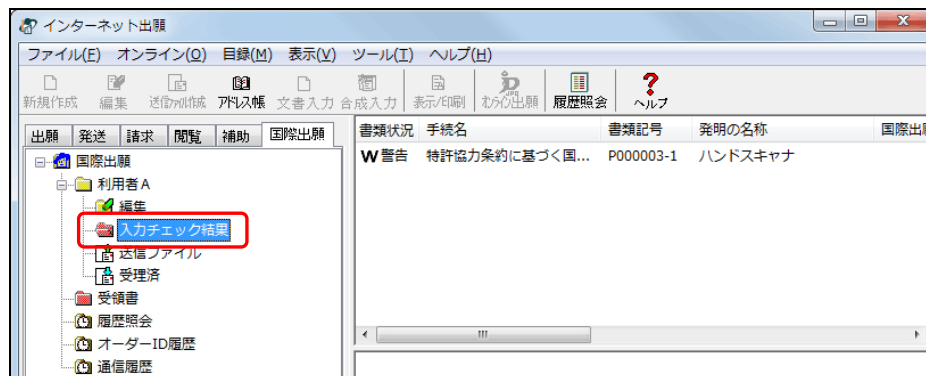 インターネット出願
ファイル(F) オンライン(O) 目録(M) 表示(V) ツール(T) ヘルプ(H)
新規作成 編集 送信ﾌｧｲﾙ作成 ｱﾄﾞﾚｽ帳 文書入力 合成入力 表示/印刷 ｵﾝﾗｲﾝ出願 履歴照会 ヘルプ
出願 発送 請求 閲覧 補助 国際出願
書類状況 手続名 書類記号 発明の名称 国際出願
W警告 特許協力条約に基づく国... P000003-1 ハンドスキャナ
国際出願
利用者A
編集
入力チェック結果
送信ファイル
受理済
受領書
履歴照会
オーダーID履歴
通信履歴